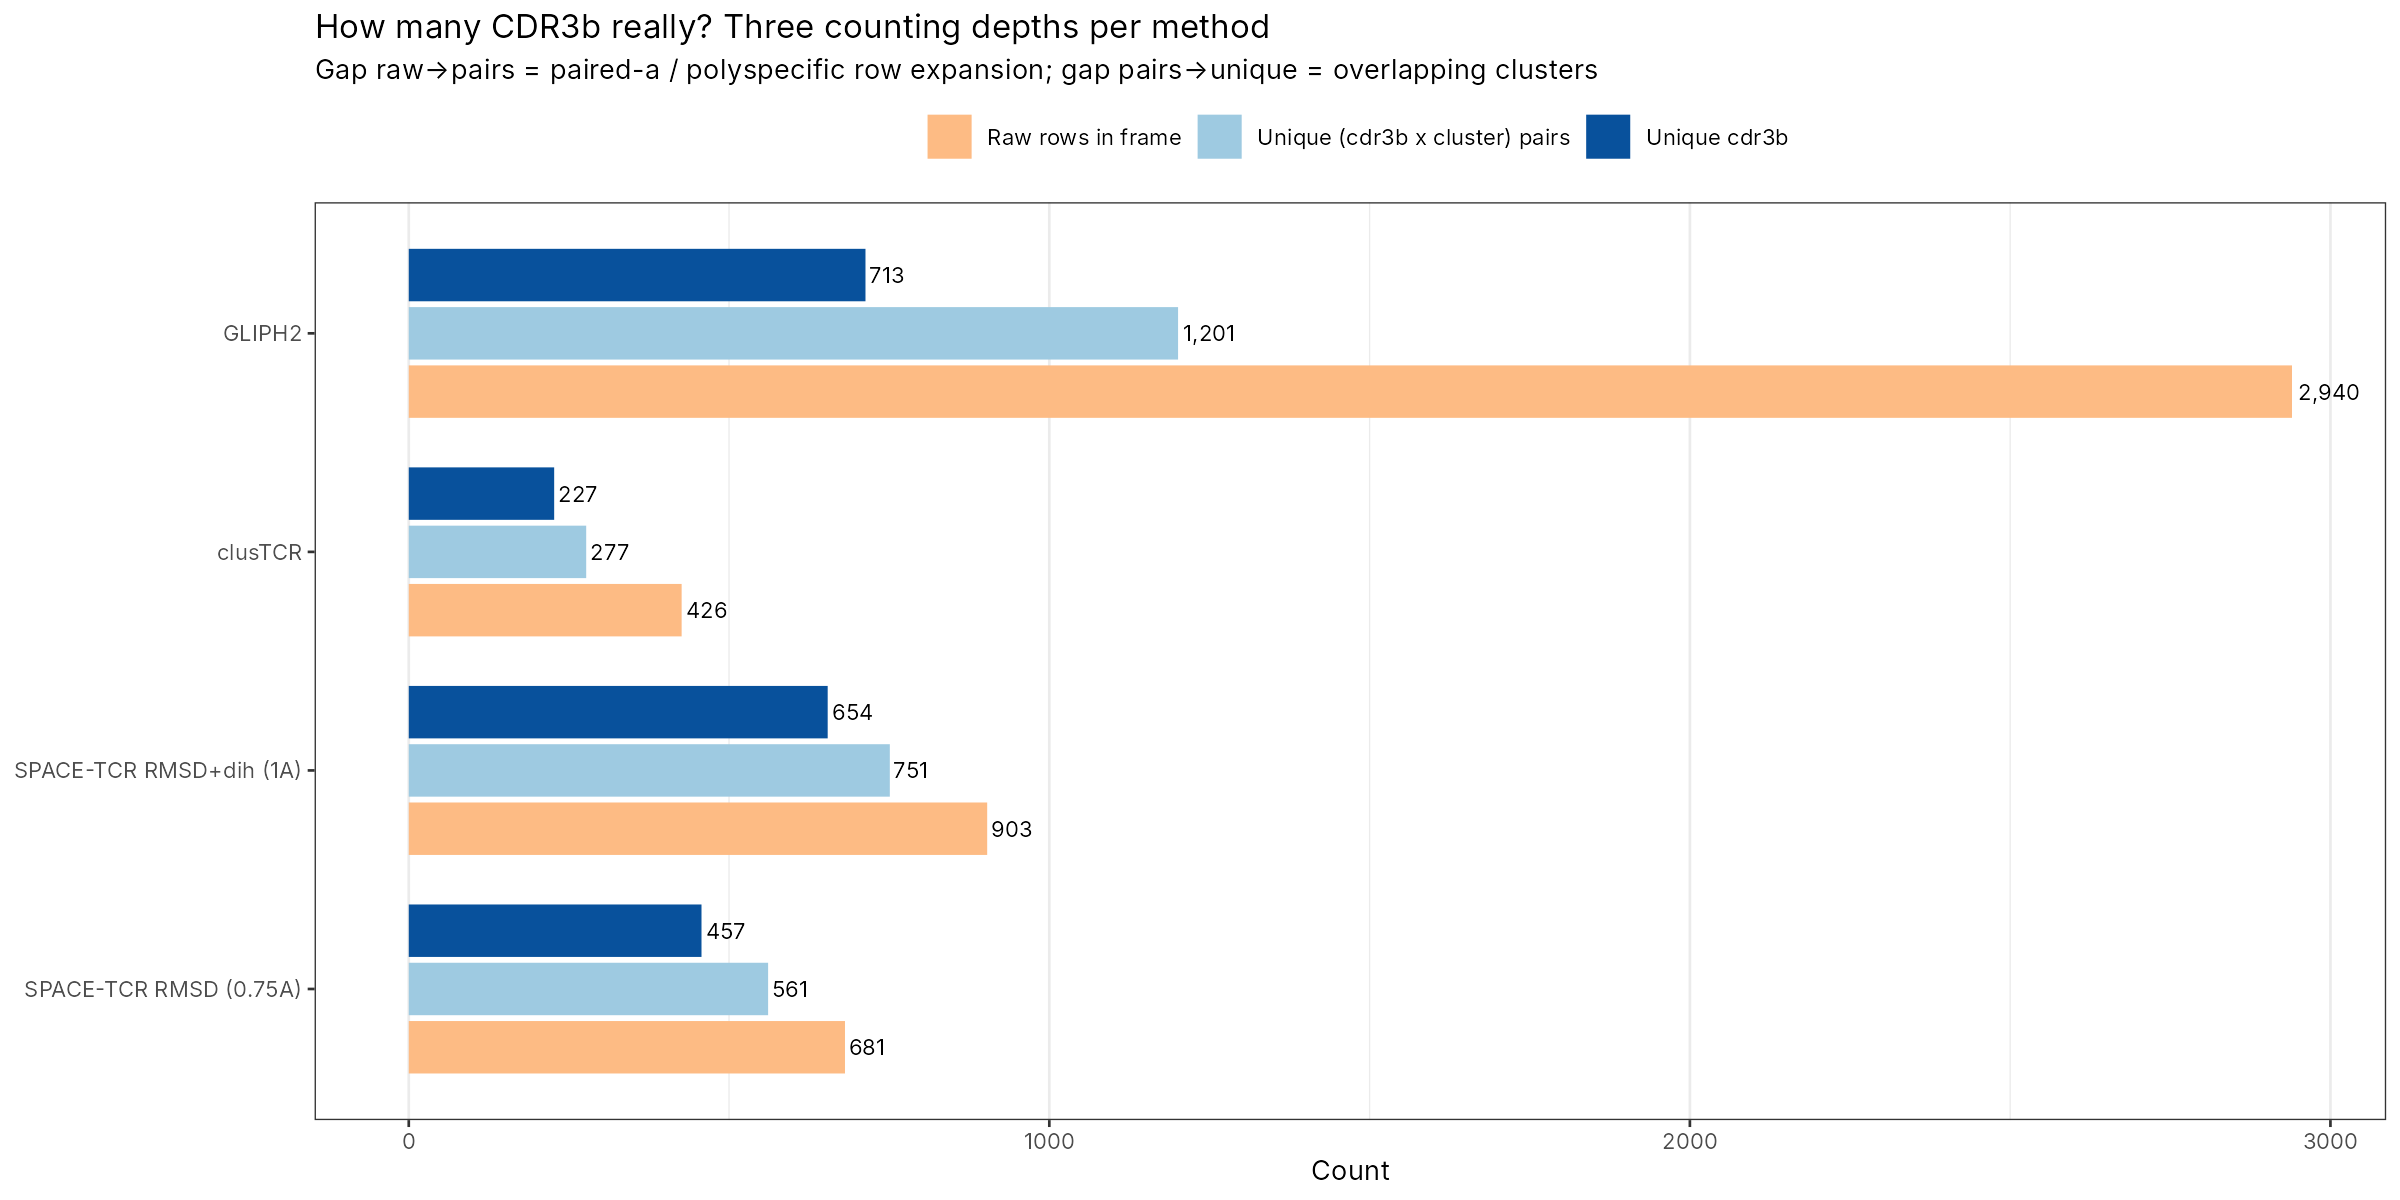 How many CDR3b really? Three counting depths per method
Gap raw→pairs = paired-a / polyspecific row expansion; gap pairs→unique = overlapping clusters
Raw rows in frame Unique (cdr3b x cluster) pairs Unique cdr3b
713
GLIPH2 1,201
2,940
227
clusTCR 277
426
654
SPACE-TCR RMSD+dih (1A) 751
903
457
SPACE-TCR RMSD (0.75A) 561
681
0 1000 2000 3000
Count